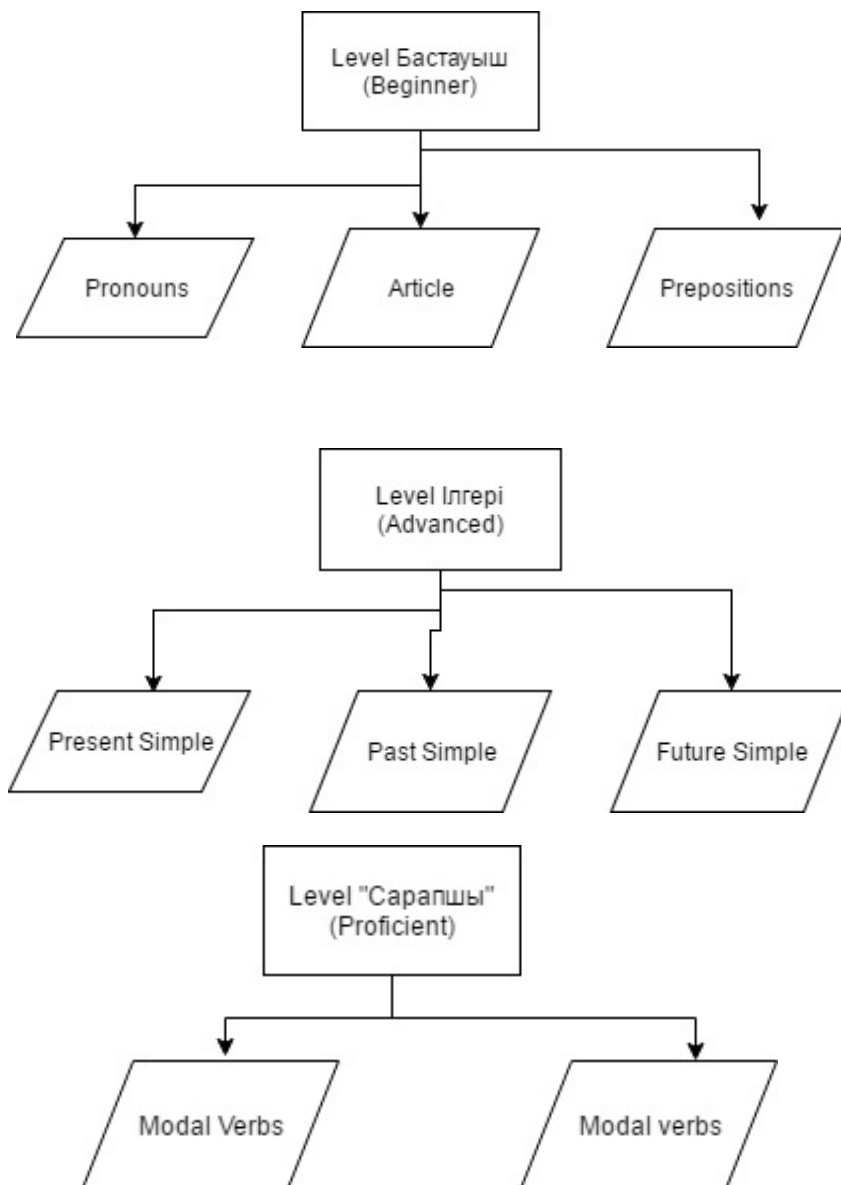 Level Бастауыш
(Beginner)
Pronouns
Article
Prepositions
Level Ілгері
(Advanced)
Present Simple
Past Simple
Future Simple
Level "Сарапшы"
(Proficient)
Modal Verbs
Modal verbs